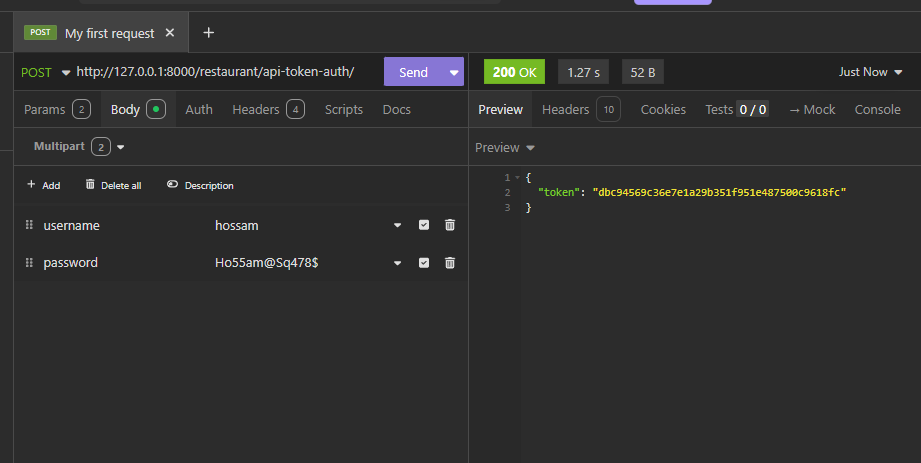 POST My first request
POST http://127.0.0.1:8000/restaurant/api-token-auth/ Send
200 OK 1.27 s 52 B Just Now
Params 2 Body Auth Headers 4 Scripts Docs
Preview Headers 10 Cookies Tests 0 / 0 → Mock Console
Multipart 2
Preview
+ Add Delete all Description
username hossam
password Ho55am@Sq478$
1 {
2 "token": "dbc94569c36e7e1a29b351f951e487500c9618fc"
3 }